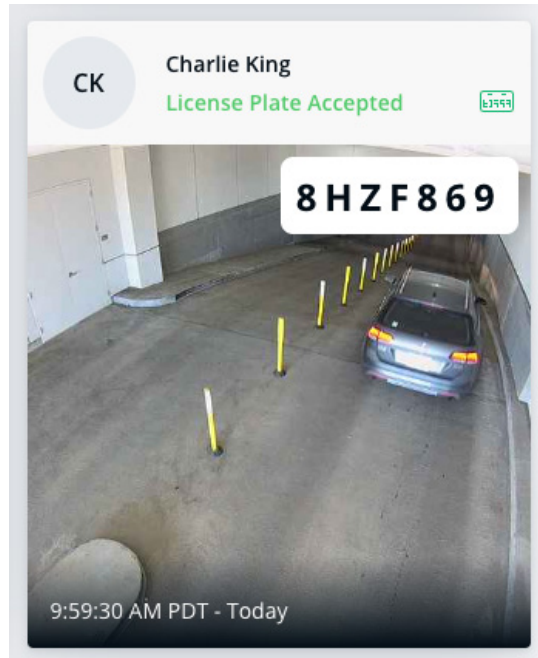 CK
Charlie King
License Plate Accepted
8HZF869
9:59:30 AM PDT - Today